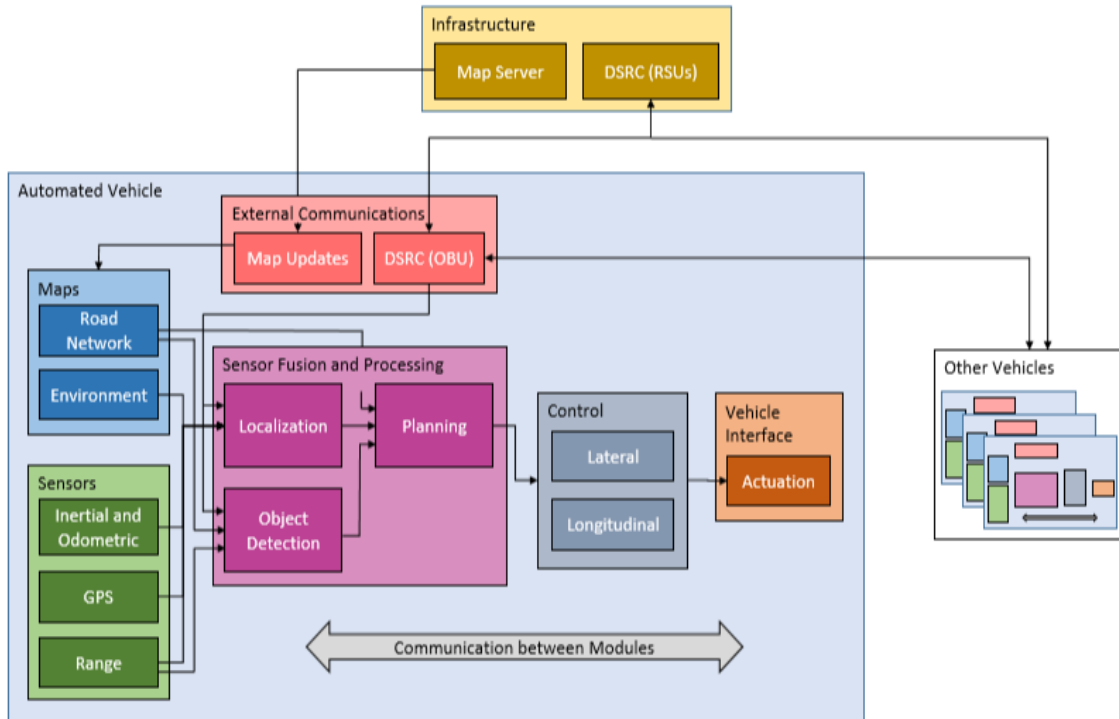 Infrastructure
Map Server
DSRC (RSUs)
Automated Vehicle
External Communications
Map Updates
DSRC (OBU)
Maps
Road
Network
Environment
Sensor Fusion and Processing
Localization
Planning
Object
Detection
Sensors
Inertial and
Odometric
GPS
Range
Control
Lateral
Longitudinal
Vehicle
Interface
Actuation
Other Vehicles
Communication between Modules